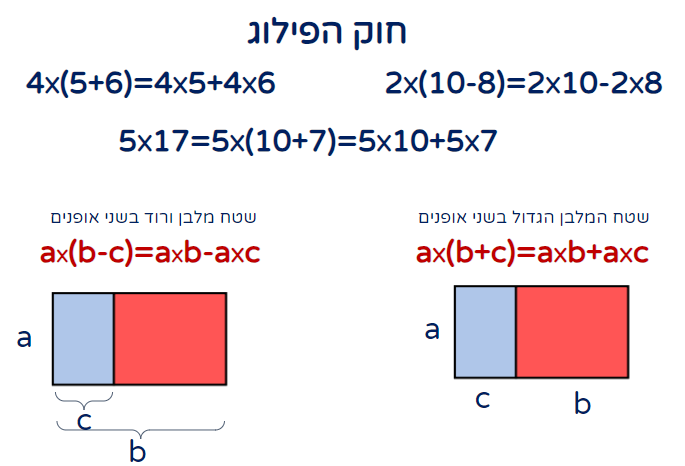 חוק הפילוג
4x(5+6)=4x5+4x6
2x(10-8)=2x10-2x8
5x17=5x(10+7)=5x10+5x7
שטח המלבן הגדול בשני אופנים
ax(b+c)=axb+axc
a
c
b
שטח מלבן ורוד בשני אופנים
ax(b-c)=axb-axc
a
c
b